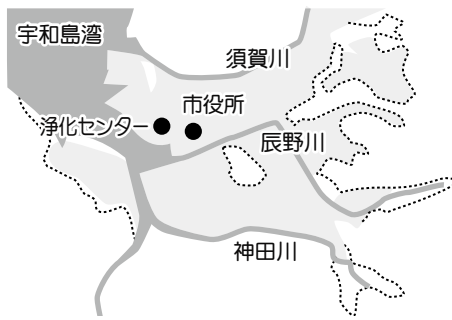 宇和島湾
須賀川
市役所
浄化センター
辰野川
神田川